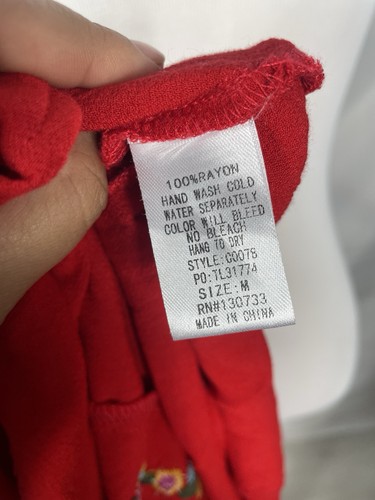 100%RAYON
HAND WASH COLD
WATER SEPARATELY
COLOR WILL BLEED
NO BLEACH
HANG TO DRY
STYLE:C0078
PO:TL31774
SIZE:M
RN#130733
MADE IN CHINA